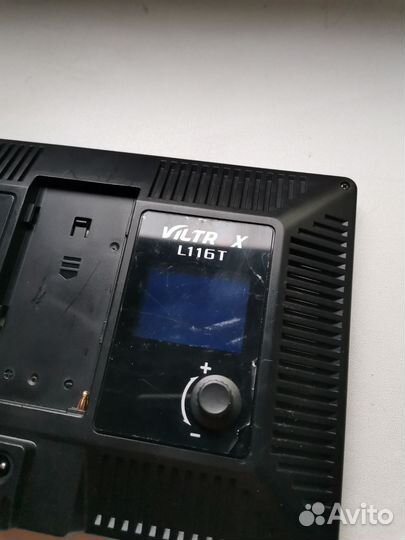 VILTR X
L116T
+
−
Avito